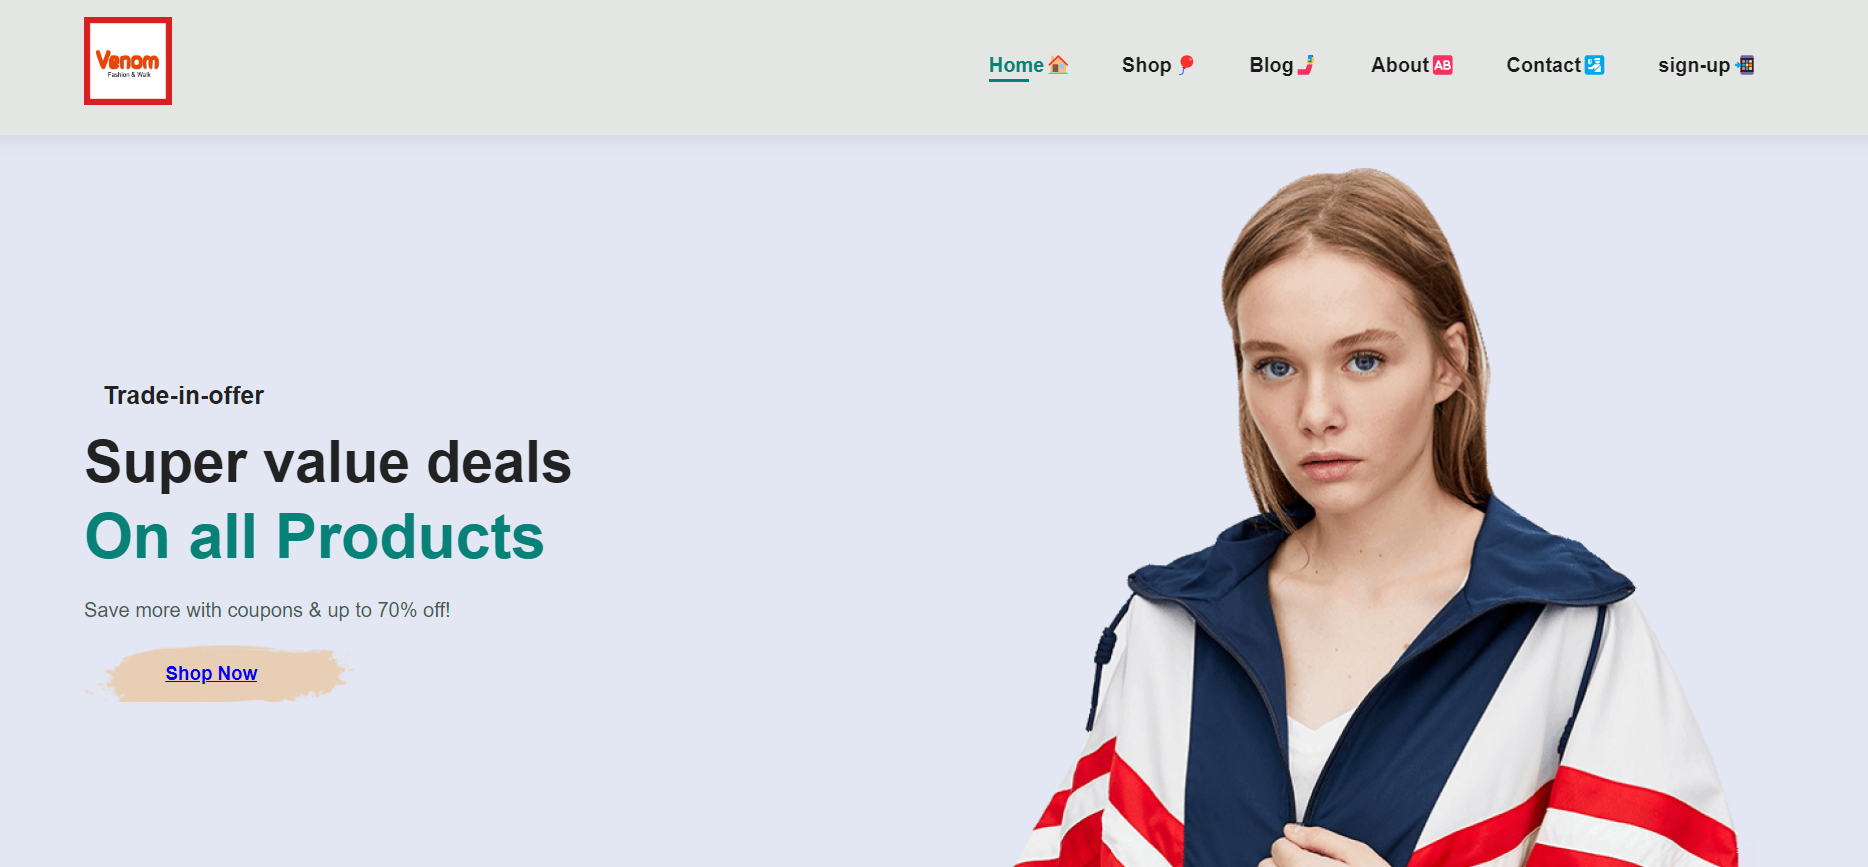 Venom
Fashion & Walk
Home Shop Blog About AB Contact sign-up
Trade-in-offer
Super value deals
On all Products
Save more with coupons & up to 70% off!
Shop Now